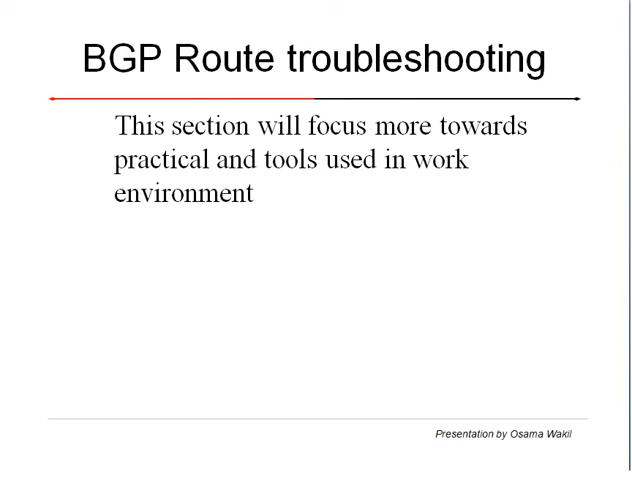 BGP Route troubleshooting
This section will focus more towards
practical and tools used in work
environment
Presentation by Osama Wakil